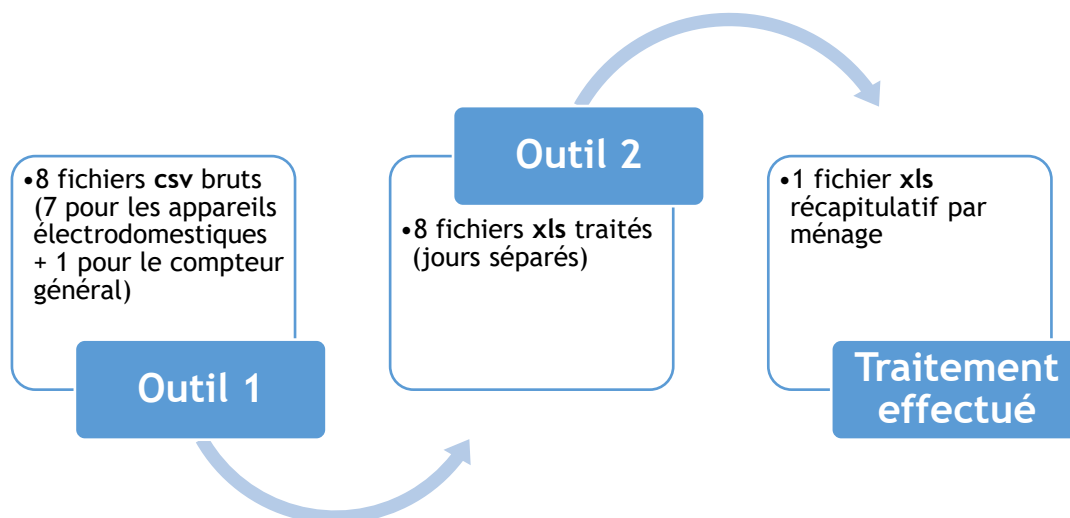 •8 fichiers csv bruts
(7 pour les appareils
électrodomestiques
+ 1 pour le compteur
général)
Outil 1
Outil 2
•8 fichiers xls traités
(jours séparés)
•1 fichier xls
récapitulatif par
ménage
Traitement
effectué